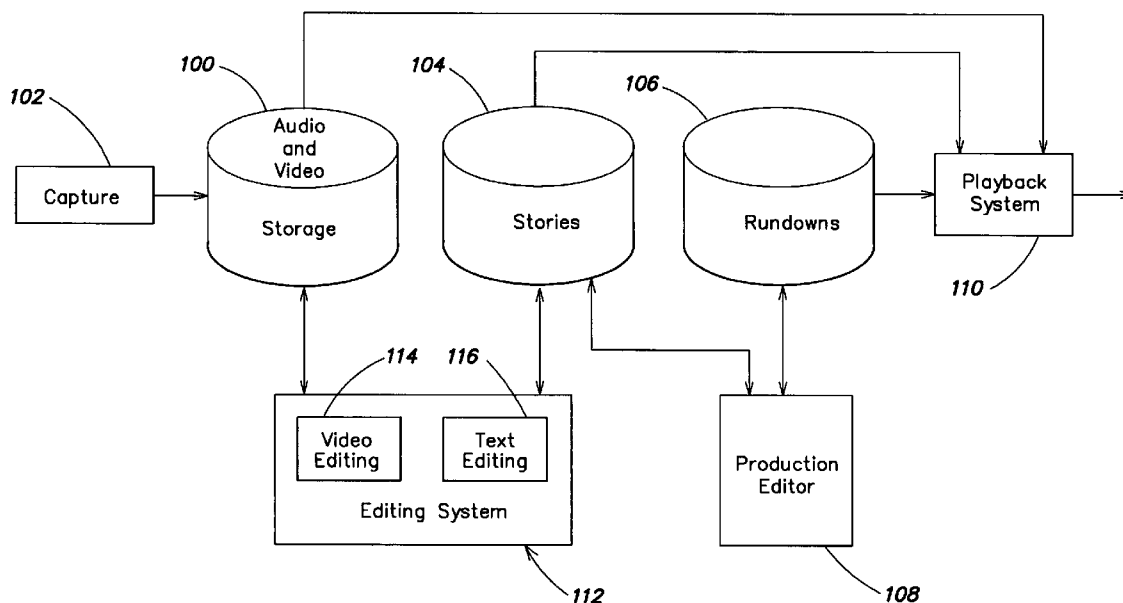 100
102
104
106
Audio
and
Video
Capture
Storage
Stories
Rundowns
Playback
System
110
114
116
Video
Editing
Text
Editing
Editing System
Production
Editor
112
108